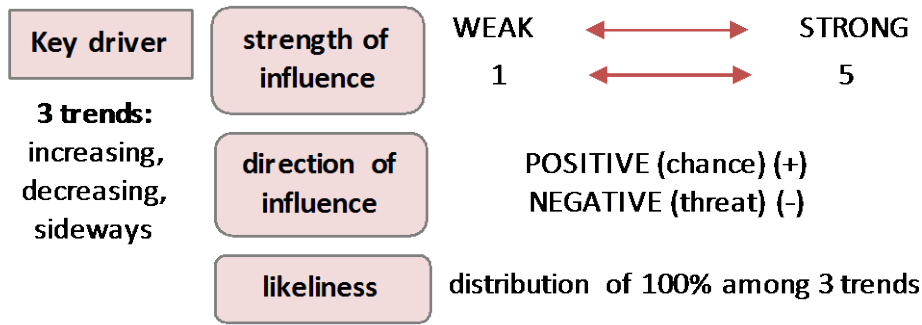 Key driver
3 trends:
increasing,
decreasing,
sideways
strength of
influence
WEAK STRONG
1 5
direction of
influence
POSITIVE (chance) (+)
NEGATIVE (threat) (-)
likeliness
distribution of 100% among 3 trends